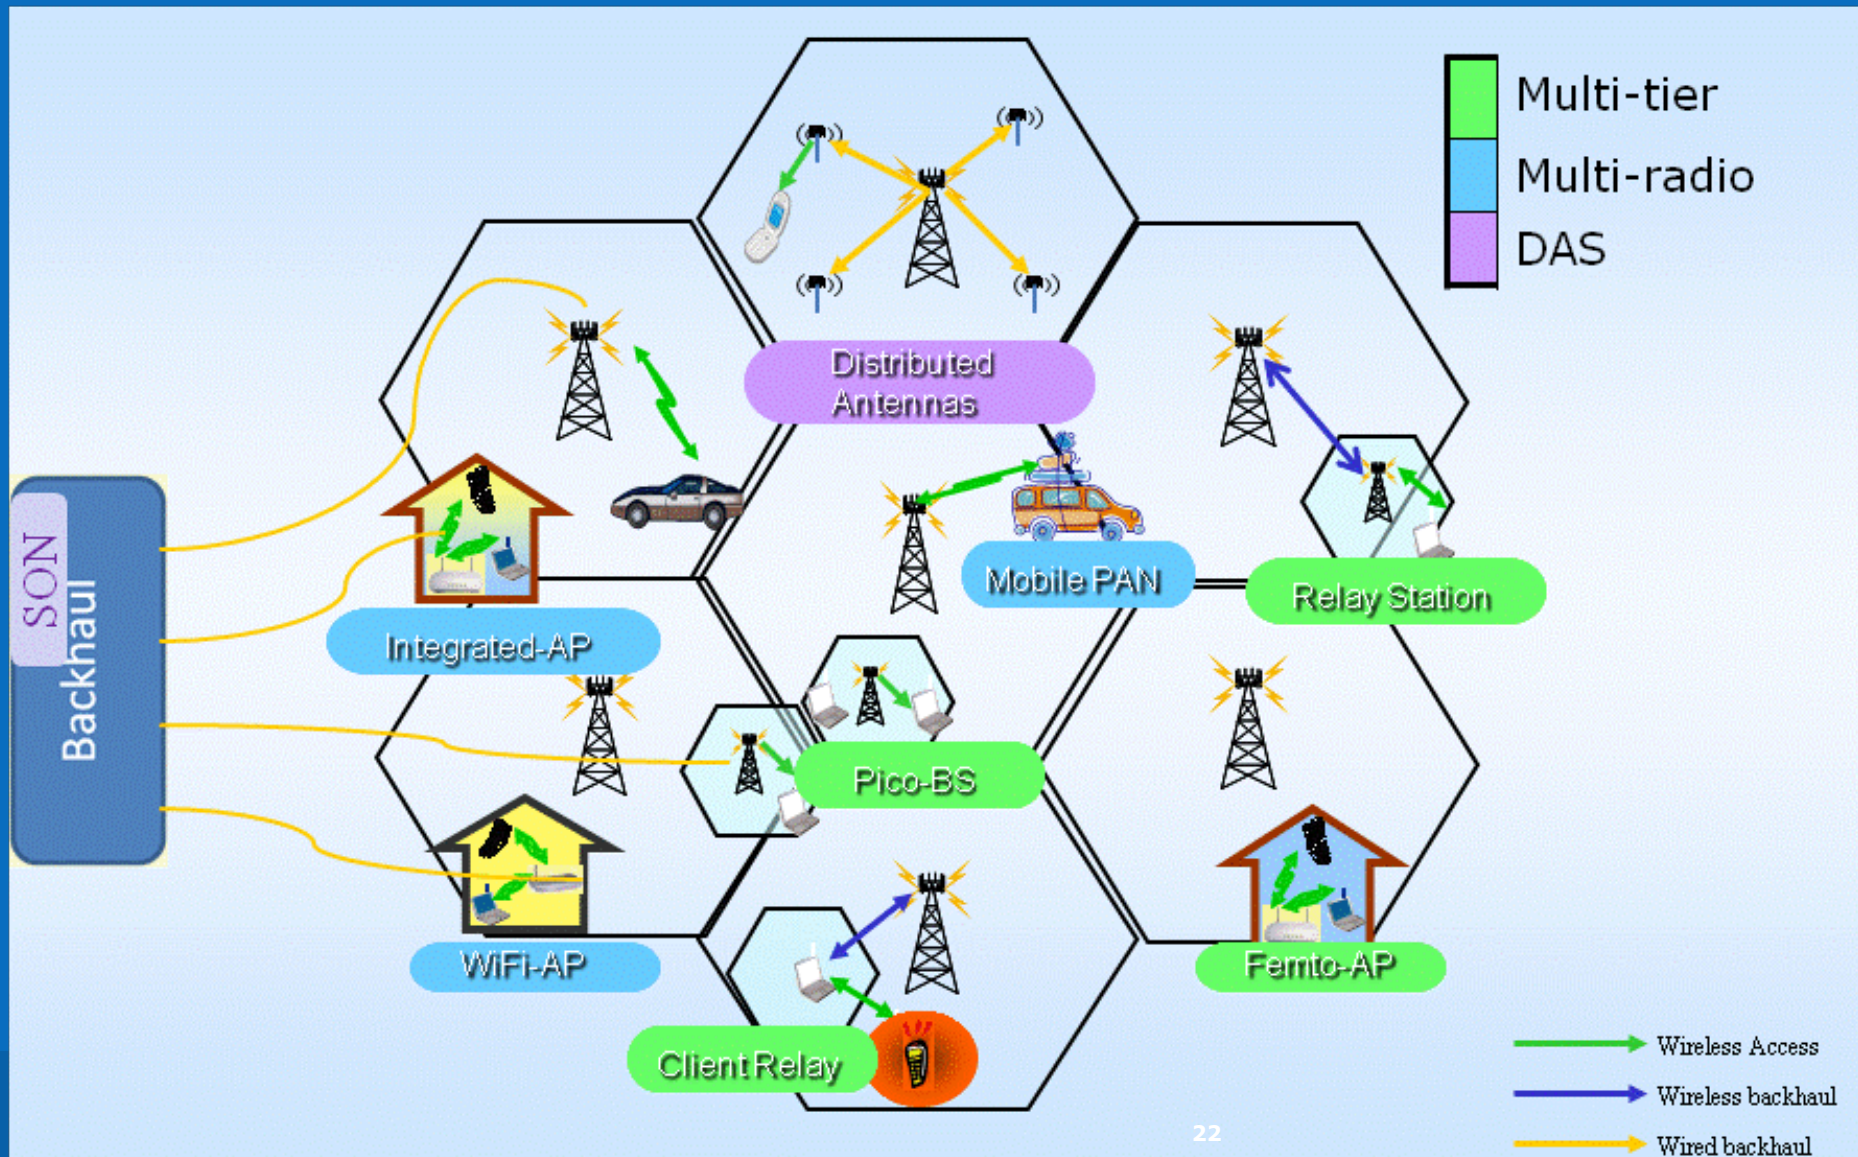 Multi-tier
Multi-radio
DAS
Distributed
Antennas
SON
Backhaul
Integrated-AP
Mobile PAN
Relay Station
Pico-BS
WiFi-AP
Femto-AP
Client Relay
Wireless Access
Wireless backhaul
Wired backhaul
22